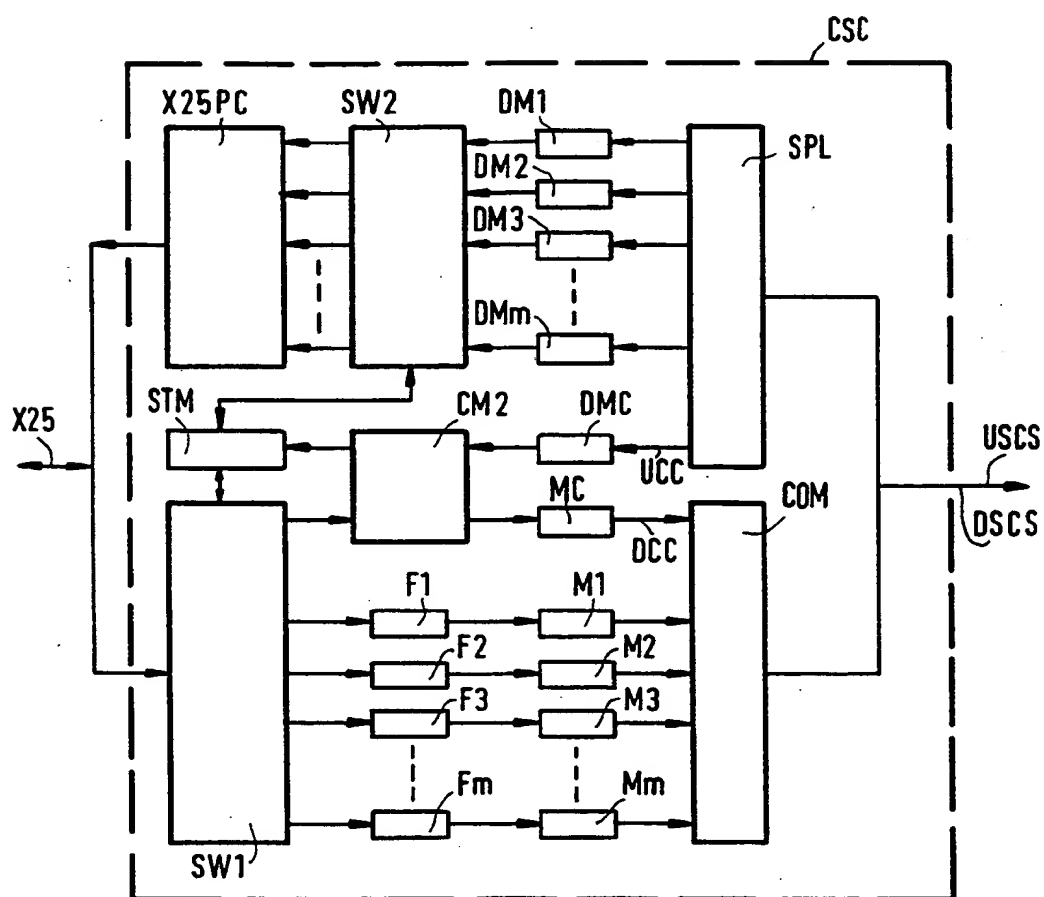 CSC
X25PC SW2 DM1 SPL
DM2
DM3
DMm
STM CM2 DMC
X25 UCC USCS
MC COM DSCS
DCC
F1 M1
F2 M2
F3 M3
Fm Mm
SW1